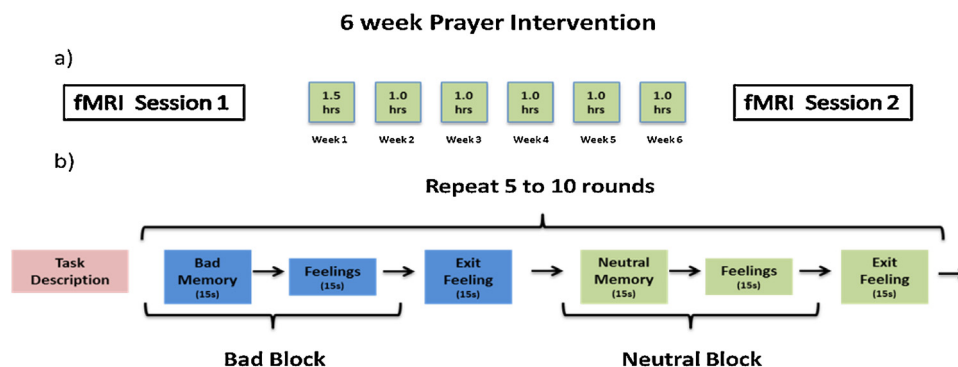 6 week Prayer Intervention
a)
fMRI Session 1
1.5
hrs
1.0
hrs
1.0
hrs
1.0
hrs
1.0
hrs
1.0
hrs
fMRI Session 2
Week 1
Week 2
Week 3
Week 4
Week 5
Week 6
b)
Repeat 5 to 10 rounds
Task
Description
Bad
Memory
(15s)
Feelings
(15s)
Exit
Feeling
(15s)
Neutral
Memory
(15s)
Feelings
(15s)
Exit
Feeling
(15s)
Bad Block
Neutral Block